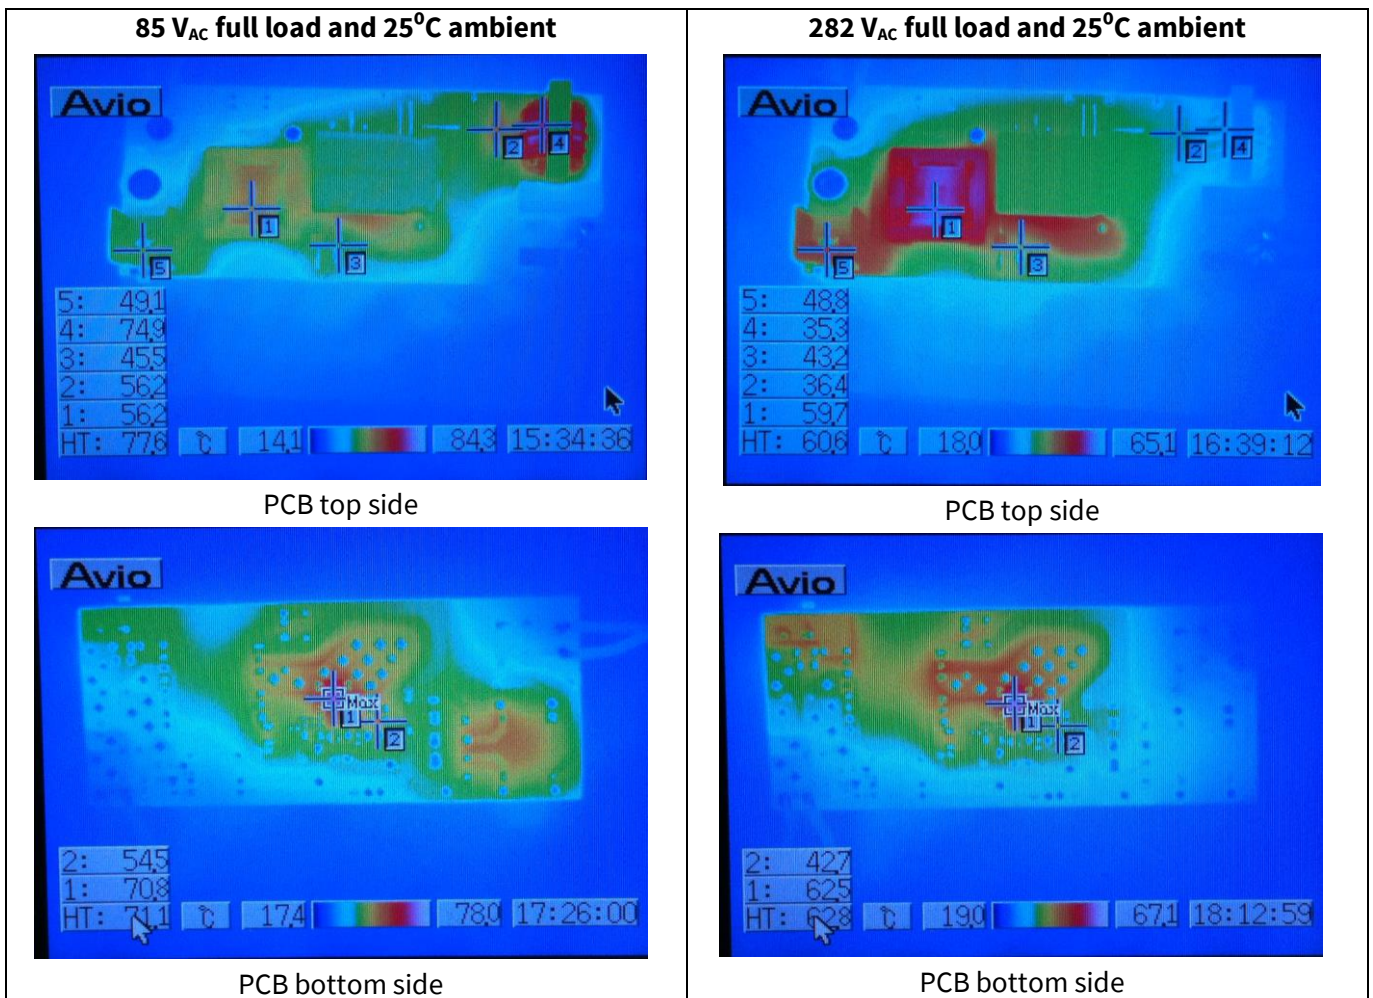 85 VAC full load and 25⁰C ambient
282 VAC full load and 25⁰C ambient
Avio
2
4
1
3
5
5: 49.1
4: 74.9
3: 45.5
2: 56.2
1: 56.2
HT: 77.6 ℃ 14.1 84.3 15:34:36
PCB top side
Avio
2
4
1
3
5
5: 48.8
4: 35.3
3: 43.2
2: 36.4
1: 59.7
HT: 60.6 ℃ 18.0 65.1 16:39:12
PCB top side
Avio
Max
1
2
2: 54.5
1: 70.8
HT: 71.1 ℃ 17.4 78.0 17:26:00
PCB bottom side
Avio
Max
1
2
2: 42.7
1: 62.5
HT: 62.8 ℃ 19.0 67.1 18:12:59
PCB bottom side